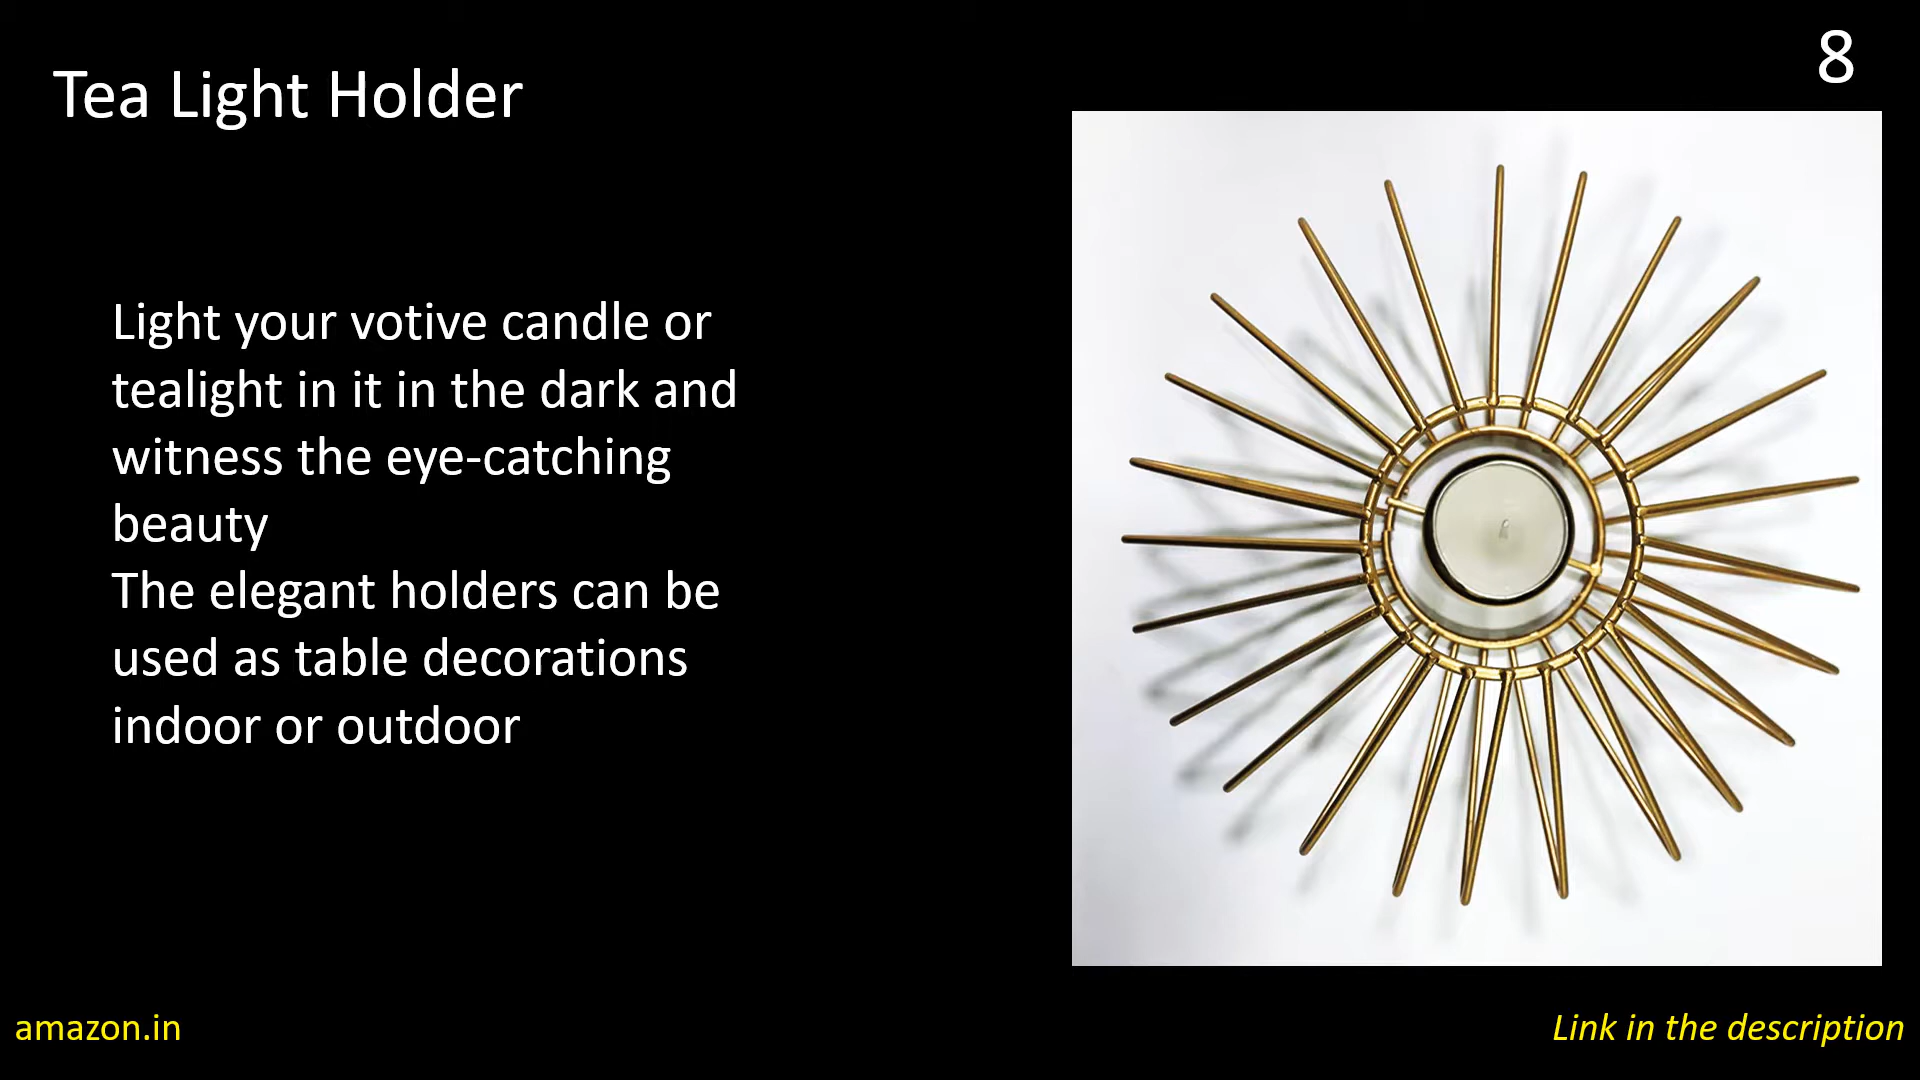 8
Tea Light Holder
Light your votive candle or
tealight in it in the dark and
witness the eye-catching
beauty
The elegant holders can be
used as table decorations
indoor or outdoor
amazon.in
Link in the description